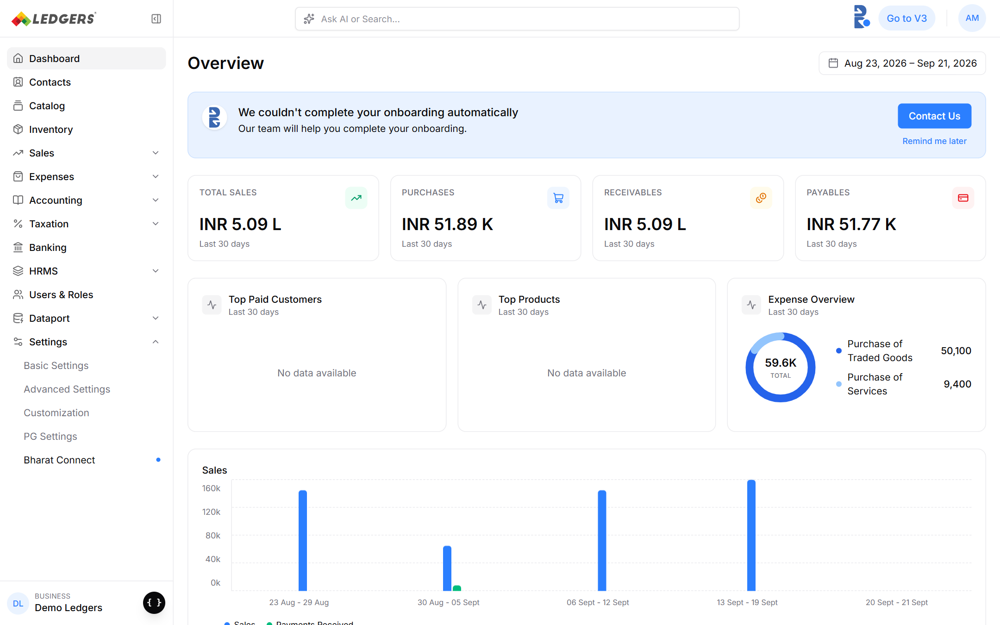 LEDGERS
Ask AI or Search...
Go to V3
AM
Dashboard
Contacts
Catalog
Inventory
Sales
Expenses
Accounting
Taxation
Banking
HRMS
Users & Roles
Dataport
Settings
Basic Settings
Advanced Settings
Customization
PG Settings
Bharat Connect
DL
BUSINESS
Demo Ledgers
{ }
Overview
Aug 23, 2026 – Sep 21, 2026
We couldn't complete your onboarding automatically
Our team will help you complete your onboarding.
Contact Us
Remind me later
TOTAL SALES
INR 5.09 L
Last 30 days
PURCHASES
INR 51.89 K
Last 30 days
RECEIVABLES
INR 5.09 L
Last 30 days
PAYABLES
INR 51.77 K
Last 30 days
Top Paid Customers
Last 30 days
No data available
Top Products
Last 30 days
No data available
Expense Overview
Last 30 days
59.6K
TOTAL
Purchase of
Traded Goods
50,100
Purchase of
Services
9,400
Sales
160k
120k
80k
40k
0k
23 Aug - 29 Aug
30 Aug - 05 Sept
06 Sept - 12 Sept
13 Sept - 19 Sept
20 Sept - 21 Sept
Sales
Payments Received